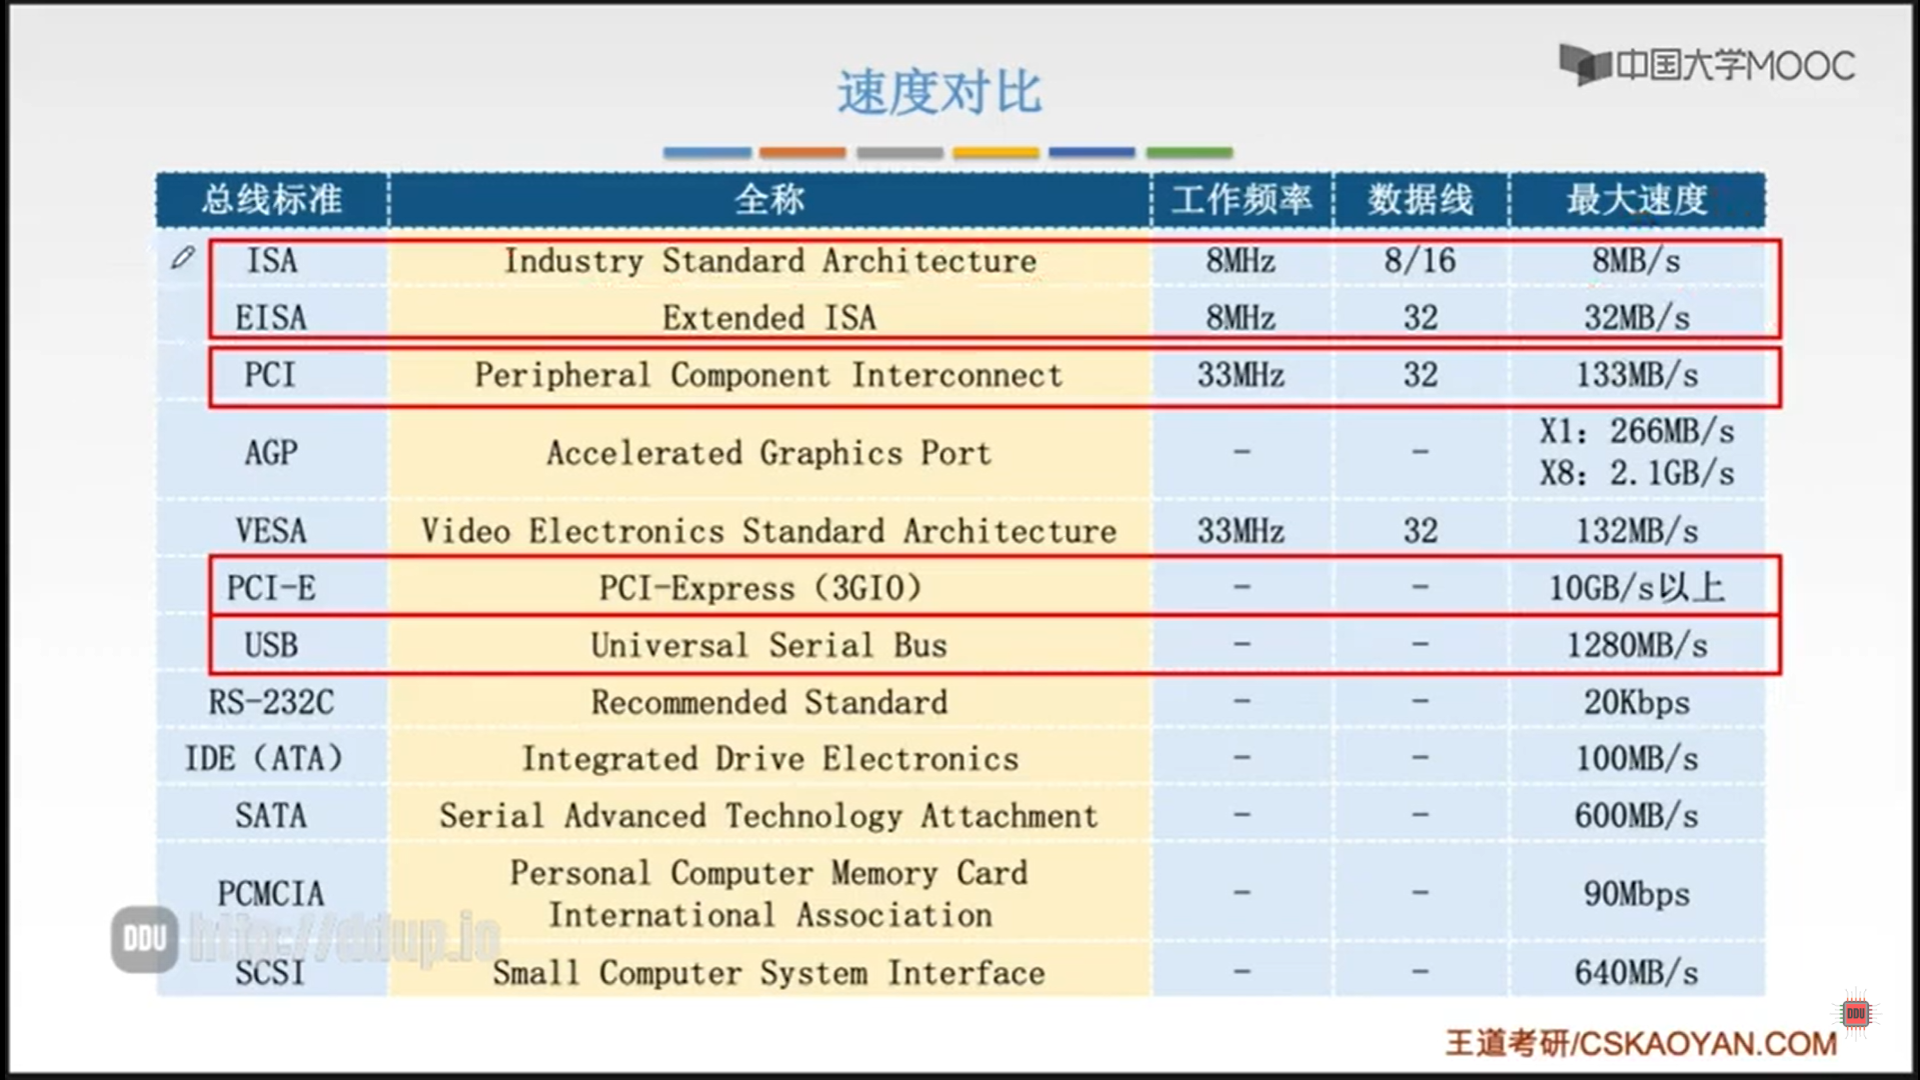 中国大学MOOC
速度对比
总线标准 全称 工作频率 数据线 最大速度
ISA Industry Standard Architecture 8MHz 8/16 8MB/s
EISA Extended ISA 8MHz 32 32MB/s
PCI Peripheral Component Interconnect 33MHz 32 133MB/s
AGP Accelerated Graphics Port - - X1: 266MB/s
X8: 2.1GB/s
VESA Video Electronics Standard Architecture 33MHz 32 132MB/s
PCI-E PCI-Express（3GIO） - - 10GB/s以上
USB Universal Serial Bus - - 1280MB/s
RS-232C Recommended Standard - - 20Kbps
IDE（ATA） Integrated Drive Electronics - - 100MB/s
SATA Serial Advanced Technology Attachment - - 600MB/s
PCMCIA Personal Computer Memory Card
International Association - - 90Mbps
DDU http://ddup.io
SCSI Small Computer System Interface - - 640MB/s
DDU
王道考研/CSKAOYAN.COM